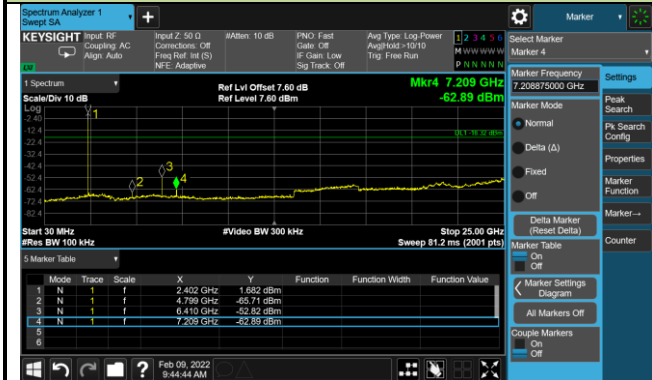 Spectrum Analyzer 1
Swept SA
Marker
KEYSIGHT
Input: RF
Coupling: AC
Align: Auto
Input Z: 50 Ω
Corrections: Off
Freq Ref: Int (S)
NFE: Adaptive
#Atten: 10 dB
PNO: Fast
Gate: Off
IF Gain: Low
Sig Track: Off
Avg Type: Log-Power
Avg|Hold:>10/10
Trig: Free Run
1 2 3 4 5 6
M W W W W W
P N N N N N
Select Marker
Marker 4
1 Spectrum
Scale/Div 10 dB
Log
Ref Lvl Offset 7.60 dB
Ref Level 7.60 dBm
Mkr4 7.209 GHz
-62.89 dBm
-2.40
-12.4
-22.4
-32.4
-42.4
-52.4
-62.4
-72.4
-82.4
1
2
3
4
DL1 -18.32 dBm
Start 30 MHz
#Res BW 100 kHz
#Video BW 300 kHz
Stop 25.00 GHz
Sweep 81.2 ms (2001 pts)
5 Marker Table
Mode Trace Scale X Y Function Function Width Function Value
1 N 1 f 2.402 GHz 1.682 dBm
2 N 1 f 4.799 GHz -65.71 dBm
3 N 1 f 6.410 GHz -52.82 dBm
4 N 1 f 7.209 GHz -62.89 dBm
5
6
Marker Frequency
7.208875000 GHz
Marker Mode
Normal
Delta (Δ)
Fixed
Off
Delta Marker
(Reset Delta)
Marker Table
On
Off
Marker Settings
Diagram
All Markers Off
Couple Markers
On
Off
Settings
Peak
Search
Pk Search
Config
Properties
Marker
Function
Marker→
Counter
Feb 09, 2022
9:44:44 AM